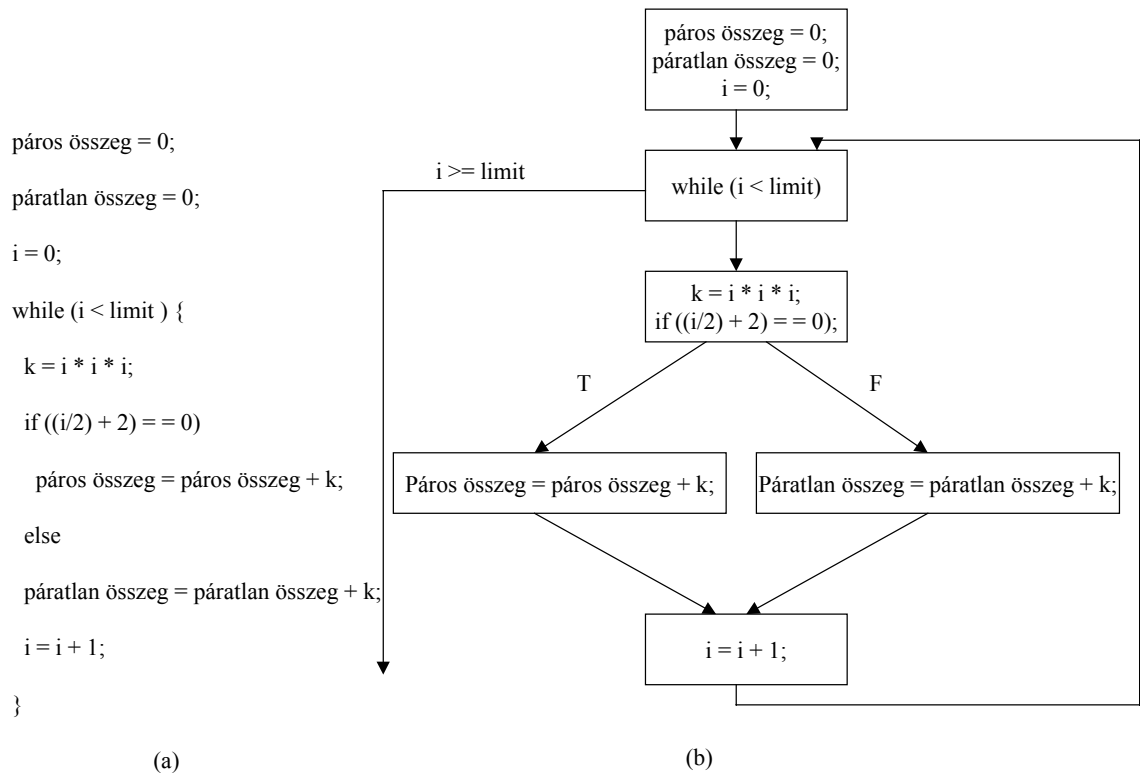 páros összeg = 0;
páratlan összeg = 0;
i = 0;
while (i < limit ) {
k = i * i * i;
if ((i/2) + 2) = = 0)
páros összeg = páros összeg + k;
else
páratlan összeg = páratlan összeg + k;
i = i + 1;
}
(a)
páros összeg = 0;
páratlan összeg = 0;
i = 0;
i >= limit
while (i < limit)
k = i * i * i;
if ((i/2) + 2) = = 0);
T
F
Páros összeg = páros összeg + k;
Páratlan összeg = páratlan összeg + k;
i = i + 1;
(b)